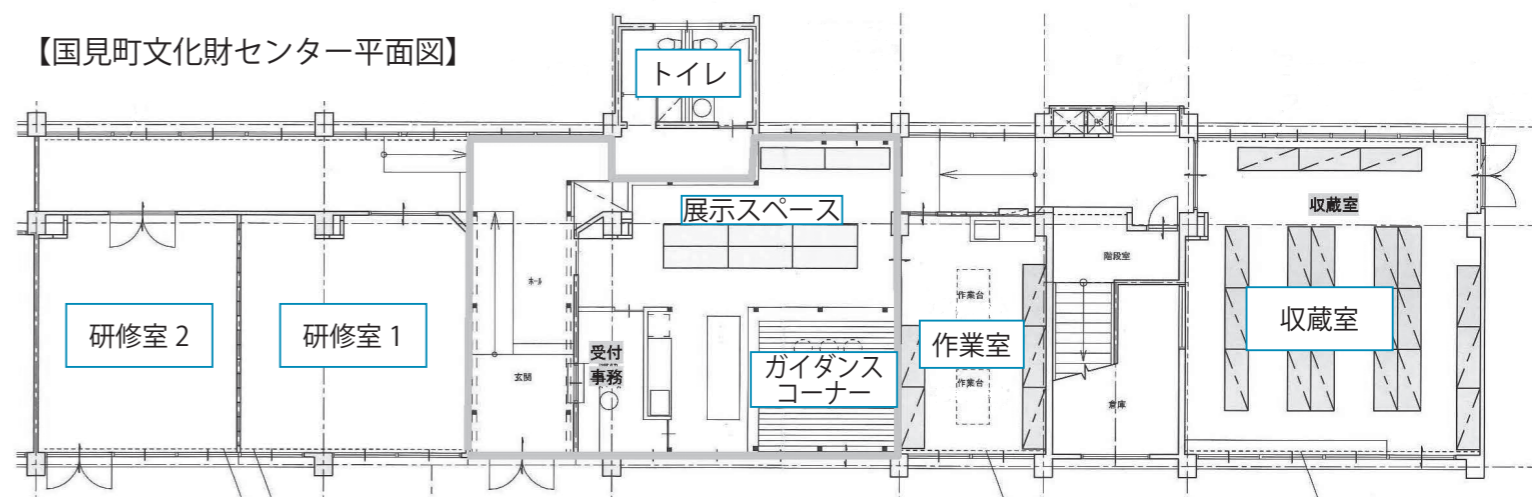 【国見町文化財センター平面図】
トイレ
展示スペース
収蔵室
階段室
ホール
作業台
研修室 2
研修室 1
受付
事務
玄関
ガイダンス
コーナー
作業室
作業台
倉庫
収蔵室
PS